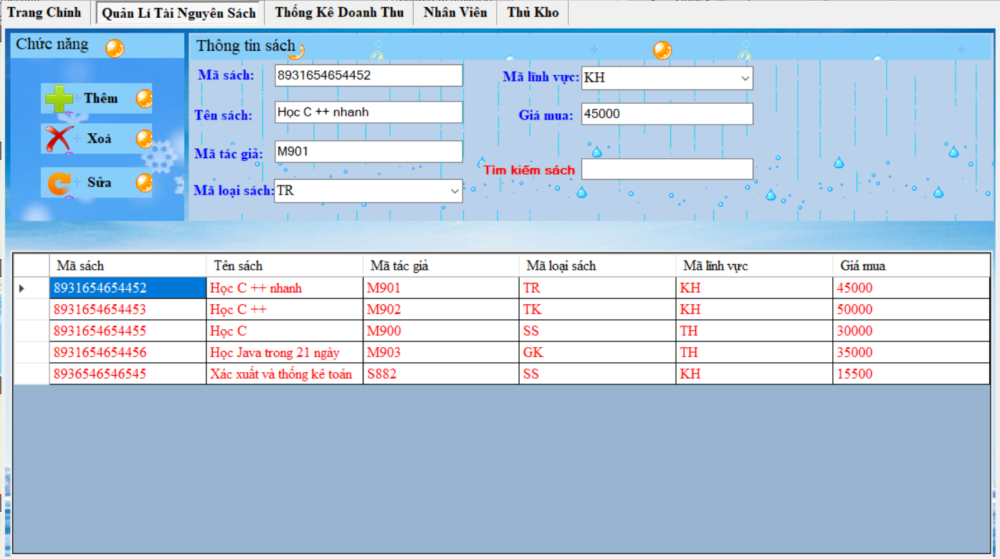 Trang Chính Quản Lí Tài Nguyên Sách Thống Kê Doanh Thu Nhân Viên Thủ Kho
Chức năng
Thêm
Xoá
Sửa
Thông tin sách
Mã sách: 8931654654452 Mã lĩnh vực: KH
Tên sách: Học C ++ nhanh Giá mua: 45000
Mã tác giả: M901
Tìm kiếm sách
Mã loại sách: TR
Mã sách Tên sách Mã tác giả Mã loại sách Mã lĩnh vực Giá mua
8931654654452 Học C ++ nhanh M901 TR KH 45000
8931654654453 Học C ++ M902 TK KH 50000
8931654654455 Học C M900 SS TH 30000
8931654654456 Học Java trong 21 ngày M903 GK TH 35000
8936546546545 Xác xuất và thống kê toán S882 SS KH 15500